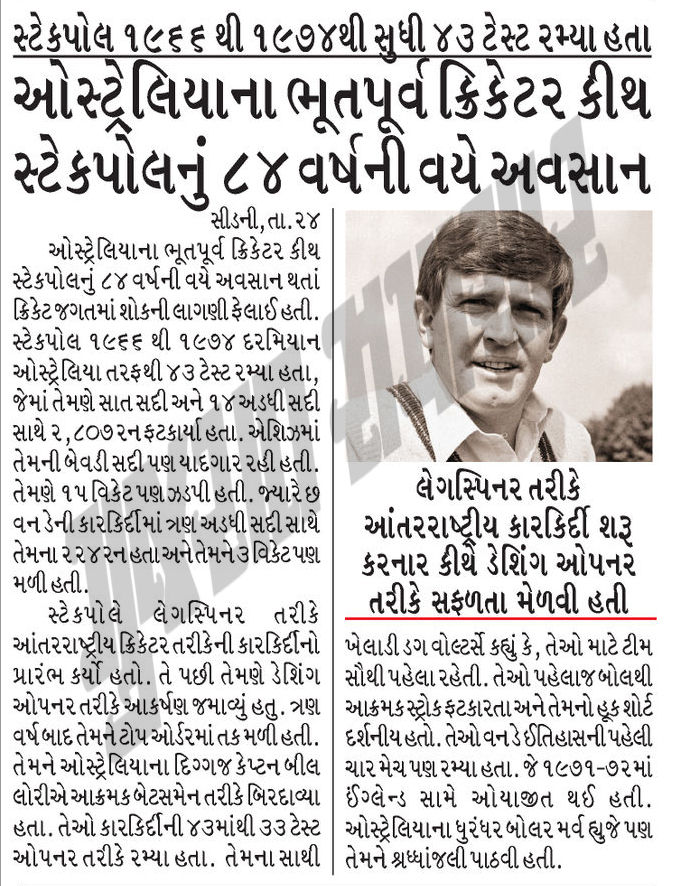 સ્ટેકપોલ ૧૯૬૬ થી ૧૯૭૪થી સુધી ૪૩ ટેસ્ટ રમ્યા હતા
ઓસ્ટ્રેલિયાના ભૂતપૂર્વ ક્રિકેટર કીથ
સ્ટેકપોલનું ૮૪ વર્ષની વયે અવસાન
સીડની,તા.૨૪
ઓસ્ટ્રેલિયાના ભૂતપૂર્વ ક્રિકેટર કીથ
સ્ટેકપોલનું ૮૪ વર્ષની વયે અવસાન થતાં
ક્રિકેટ જગતમાં શોકની લાગણી ફેલાઈ હતી.
સ્ટેકપોલ ૧૯૬૬ થી ૧૯૭૪ દરમિયાન
ઓસ્ટ્રેલિયા તરફથી ૪૩ ટેસ્ટ રમ્યા હતા,
જેમાં તેમણે સાત સદી અને ૧૪ અડધી સદી
સાથે ૨,૮૦૭ રન ફટકાર્યા હતા. એશિઝમાં
તેમની બેવડી સદી પણ યાદગાર રહી હતી.
તેમણે ૧૫ વિકેટ પણ ઝડપી હતી. જ્યારે છ
વન ડેની કારકિર્દીમાં ત્રણ અડધી સદી સાથે
તેમના ૨૨૪ રન હતા અને તેમને ૩ વિકેટ પણ
મળી હતી.
સ્ટેકપોલે લેગસ્પિનર તરીકે
આંતરરાષ્ટ્રીય ક્રિકેટર તરીકેની કારકિર્દીનો
પ્રારંભ કર્યો હતો. તે પછી તેમણે ડેશિંગ
ઓપનર તરીકે આકર્ષણ જમાવ્યું હતુ. ત્રણ
વર્ષ બાદ તેમને ટોપ ઓર્ડરમાં તક મળી હતી.
તેમને ઓસ્ટ્રેલિયાના દિગ્ગજ કેપ્ટન બીલ
લોરીએ આક્રમક બેટસમેન તરીકે બિરદાવ્યા
હતા. તેઓ કારકિર્દીની ૪૩માંથી ૩૩ ટેસ્ટ
ઓપનર તરીકે રમ્યા હતા. તેમના સાથી
લેગસ્પિનર તરીકે
આંતરરાષ્ટ્રીય કારકિર્દી શરૂ
કરનાર કીથે ડેશિંગ ઓપનર
તરીકે સફળતા મેળવી હતી
ખેલાડી ડગ વોલ્ટર્સે કહ્યું કે, તેઓ માટે ટીમ
સૌથી પહેલા રહેતી. તેઓ પહેલાજ બોલથી
આક્રમક સ્ટ્રોક ફટકારતા અને તેમનો હૂક શોર્ટ
દર્શનીય હતો. તેઓ વન ડે ઈતિહાસની પહેલી
ચાર મેચ પણ રમ્યા હતા. જે ૧૯૭૧-૭૨માં
ઈંગ્લેન્ડ સામે ઓયાજીત થઈ હતી.
ઓસ્ટ્રેલિયાના ધુરંધર બોલર મર્વ હ્યુજે પણ
તેમને શ્રધ્ધાંજલી પાઠવી હતી.
ગુજરાત સમાચાર